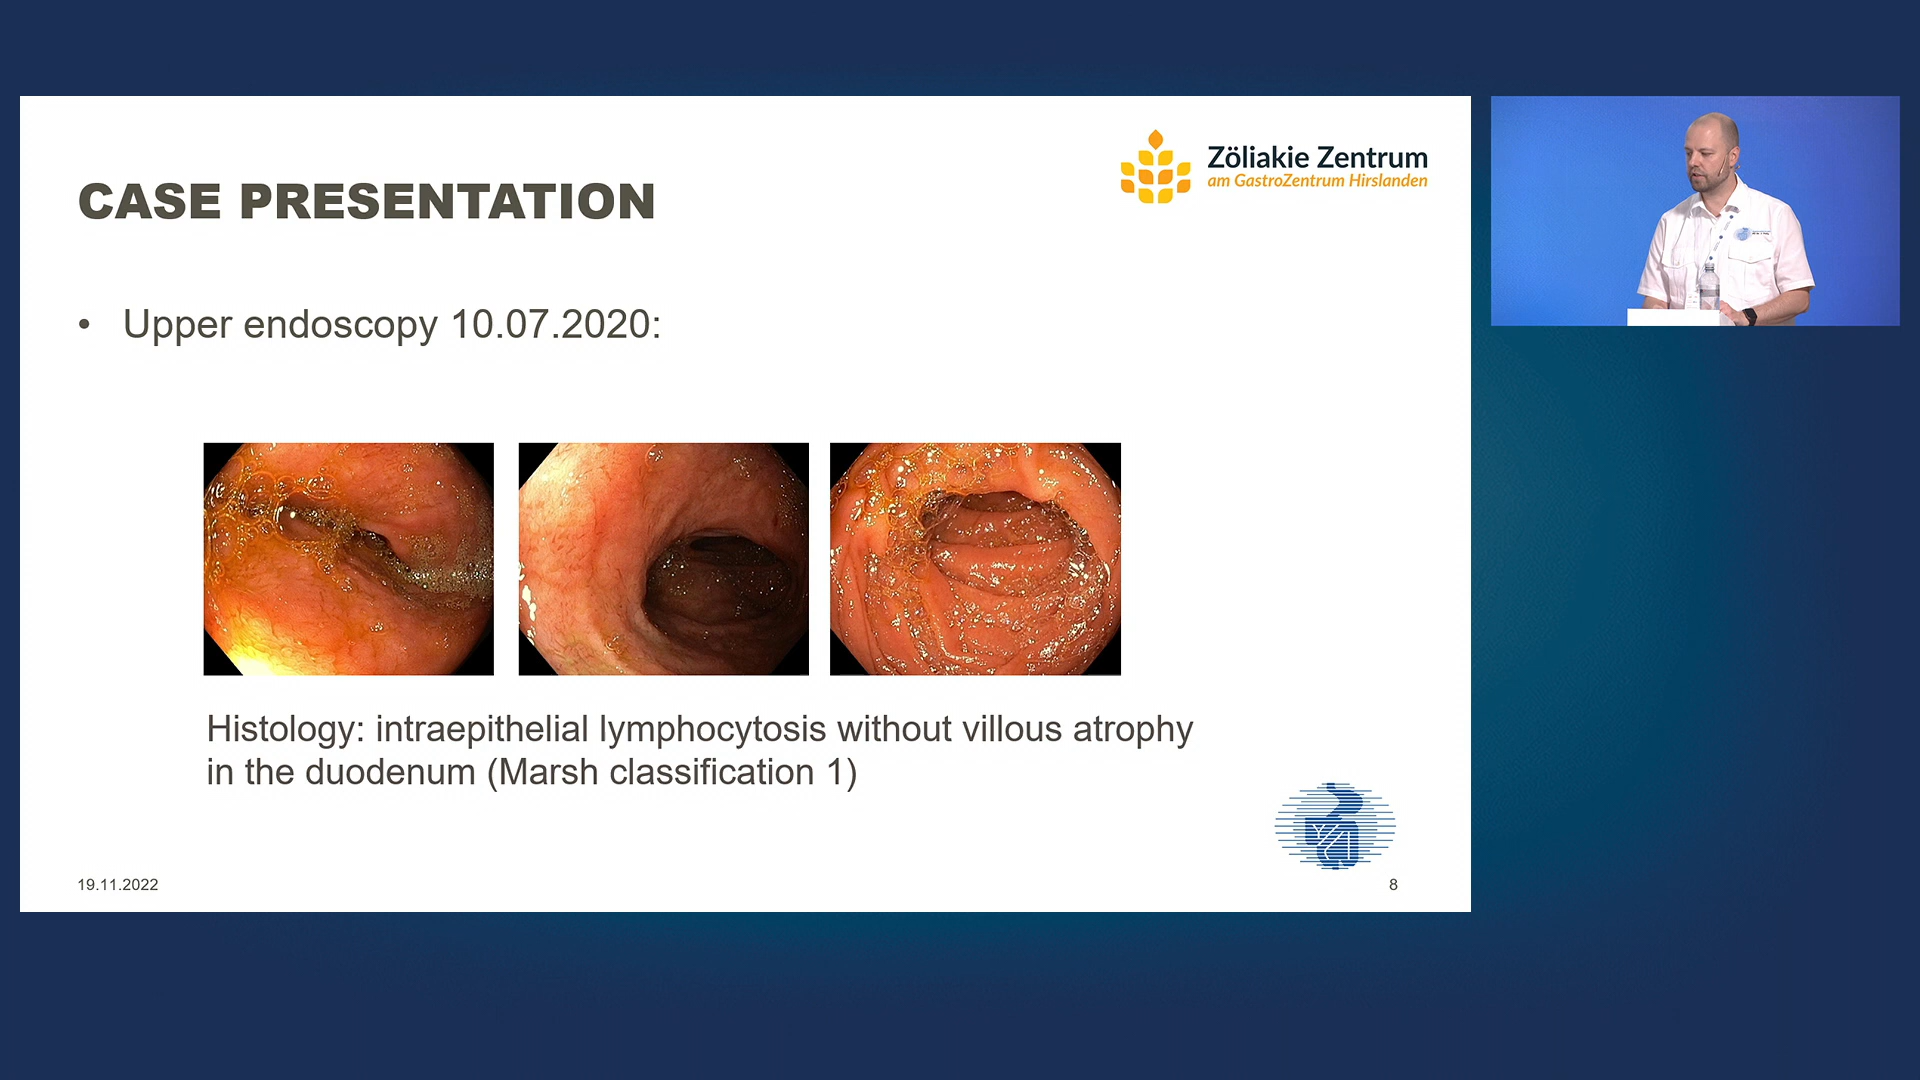 Zöliakie Zentrum
am GastroZentrum Hirslanden
CASE PRESENTATION
• Upper endoscopy 10.07.2020:
Histology: intraepithelial lymphocytosis without villous atrophy
in the duodenum (Marsh classification 1)
19.11.2022
8